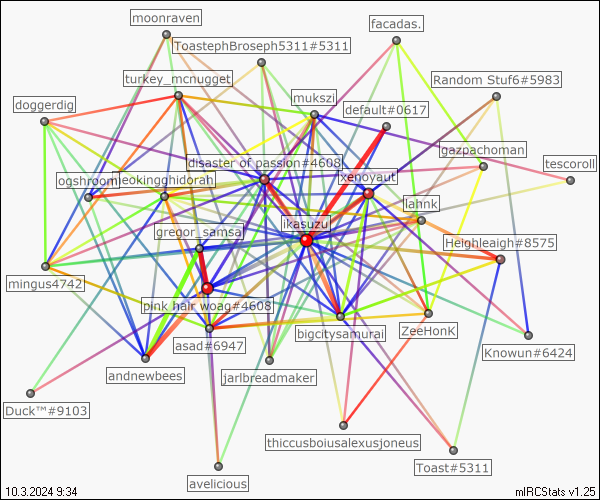 moonraven
facadas.
ToastephBroseph5311#5311
turkey_mcnugget
Random Stuf6#5983
mukszi
doggerdig
default#0617
gazpachoman
disaster of passion#4608
tescoroll
xenoyaut
ogshroom
jeokingghidorah
lahnk
ikasuzu
gregor_samsa
Heighleaigh#8575
mingus4742
pink hair woag#4608
bigcitysamurai
ZeeHonK
asad#6947
Knowun#6424
andnewbees
jarlbreadmaker
Duck™#9103
thiccusboiusalexusjoneus
Toast#5311
avelicious
10.3.2024 9:34
mIRCStats v1.25